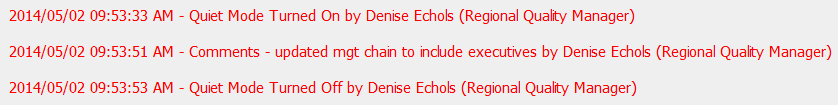 2014/05/02 09:53:33 AM - Quiet Mode Turned On by Denise Echols (Regional Quality Manager)
2014/05/02 09:53:51 AM - Comments - updated mgt chain to include executives by Denise Echols (Regional Quality Manager)
2014/05/02 09:53:53 AM - Quiet Mode Turned Off by Denise Echols (Regional Quality Manager)